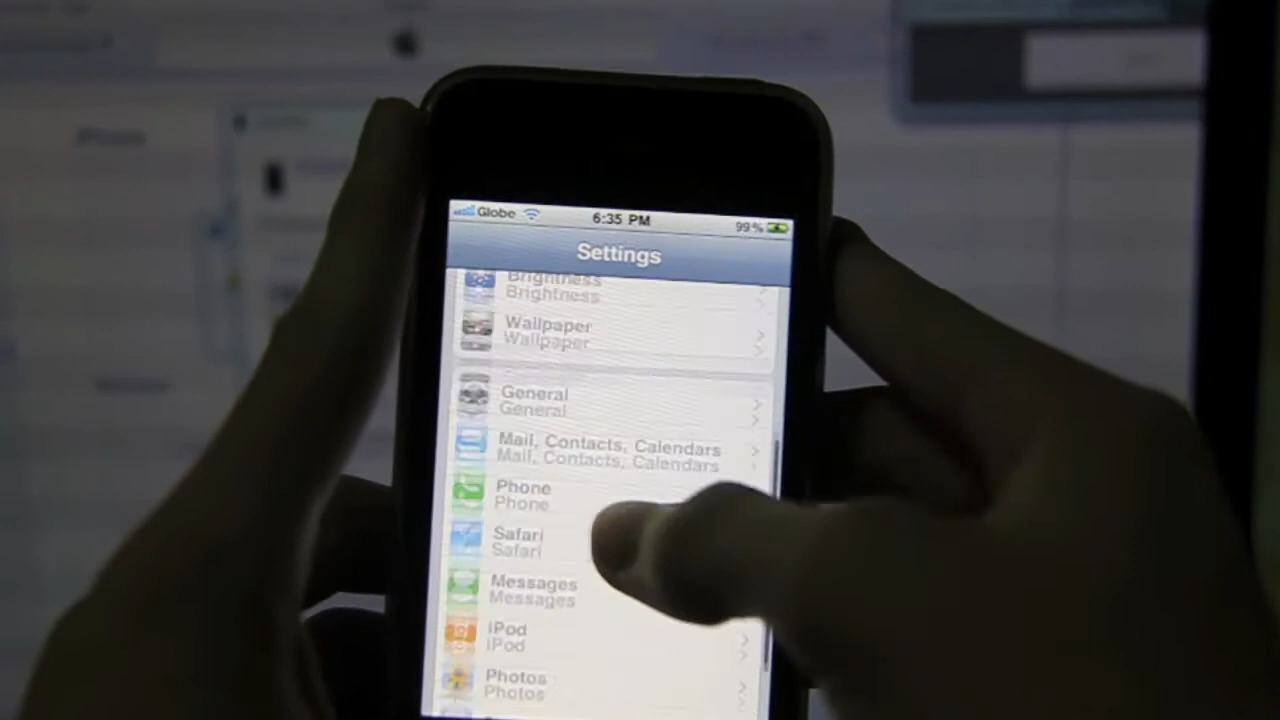 Globe 6:35 PM 99%
Settings
Brightness
Brightness
Wallpaper
Wallpaper
General
General
Mail, Contacts, Calendars
Mail, Contacts, Calendars
Phone
Phone
Safari
Safari
Messages
Messages
iPod
iPod
Photos
Photos